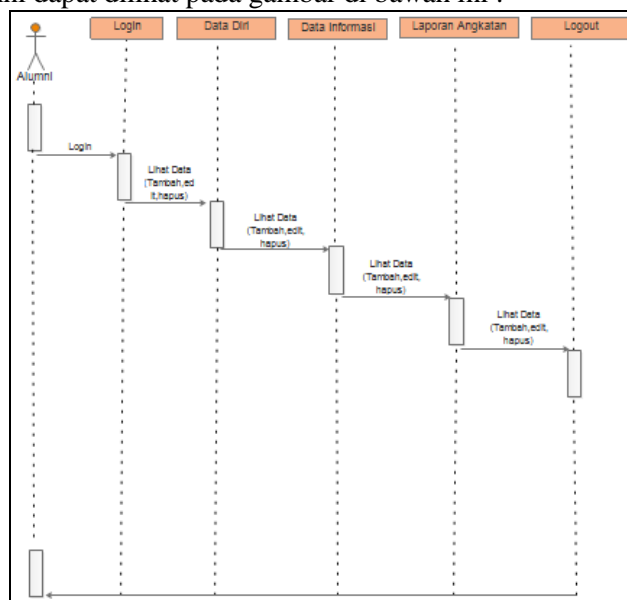 dapat dilihat pada gambar di bawah ini :
Login
Data Diri
Data Informasi
Laporan Angkatan
Logout
Alumni
Login
Lihat Data
(Tambah,ed
it,hapus)
Lihat Data
(Tambah,edit,
hapus)
Lihat Data
(Tambah,edit,
hapus)
Lihat Data
(Tambah,edit,
hapus)